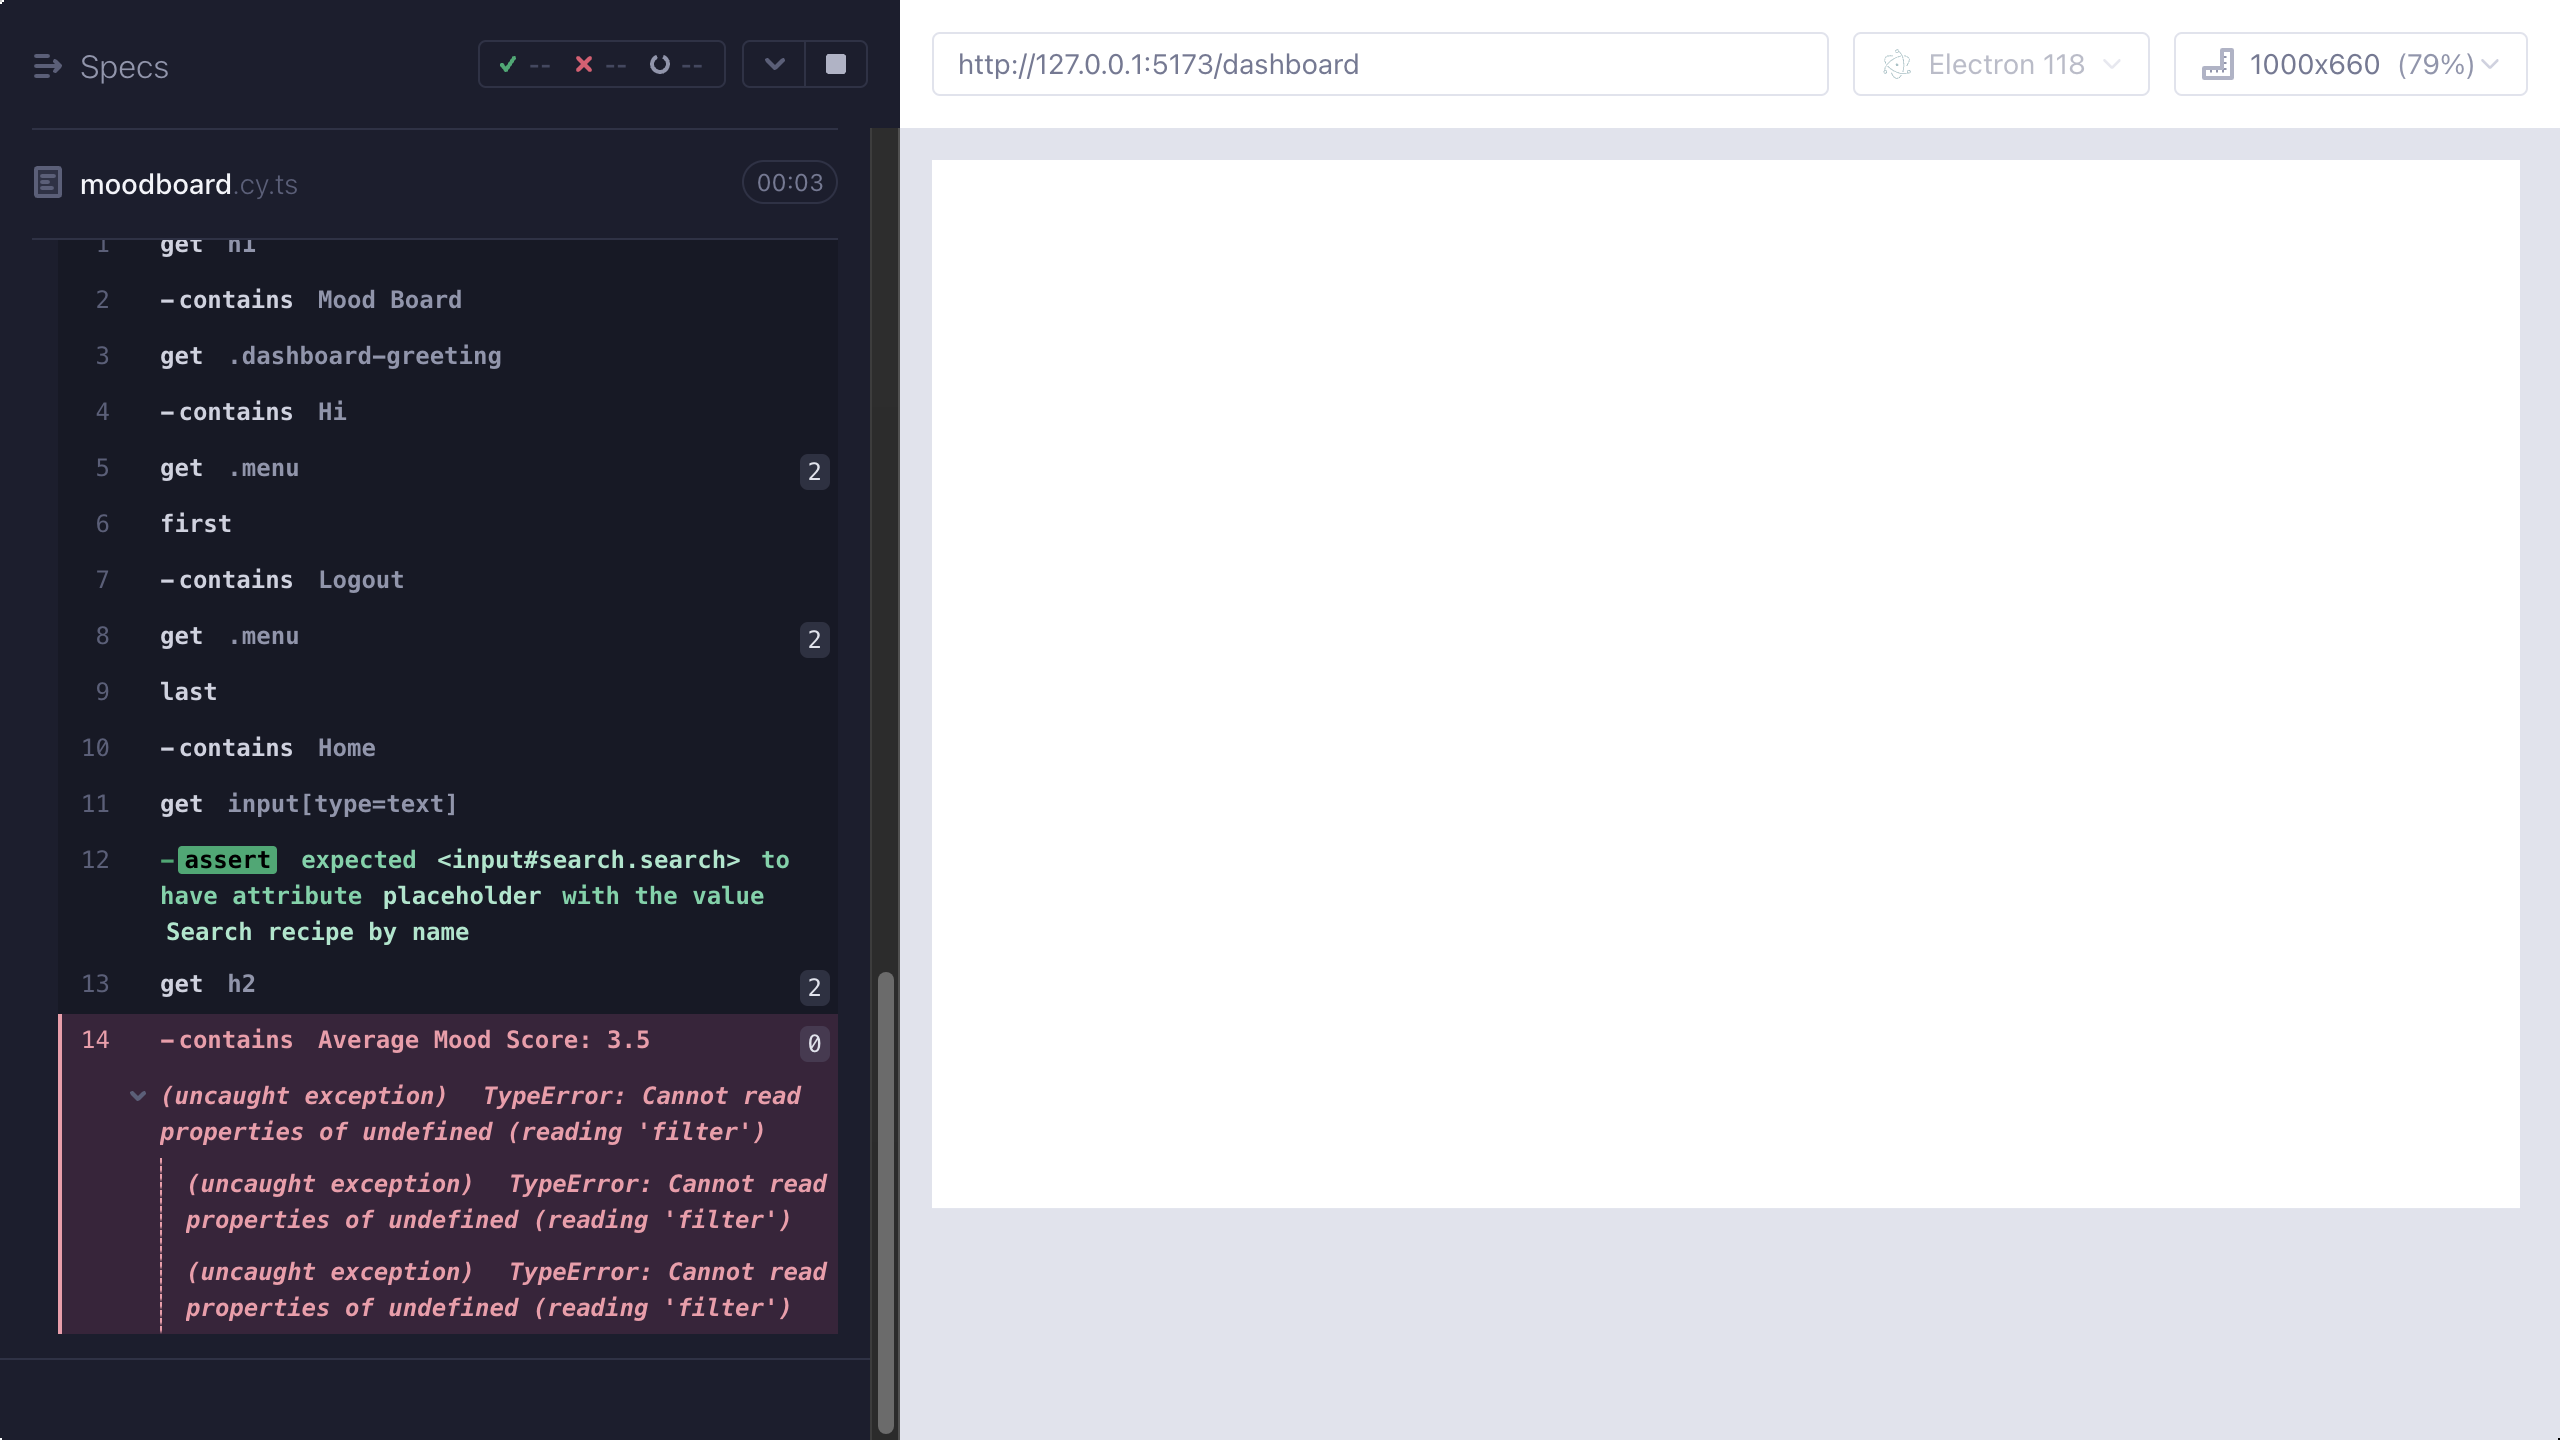 Specs
--
--
--
http://127.0.0.1:5173/dashboard
Electron 118
1000x660 (79%)
moodboard.cy.ts
00:03
1 get h1
2 -contains Mood Board
3 get .dashboard-greeting
4 -contains Hi
5 get .menu 2
6 first
7 -contains Logout
8 get .menu 2
9 last
10 -contains Home
11 get input[type=text]
12 -assert expected <input#search.search> to
have attribute placeholder with the value
Search recipe by name
13 get h2 2
14 -contains Average Mood Score: 3.5 0
(uncaught exception) TypeError: Cannot read
properties of undefined (reading 'filter')
(uncaught exception) TypeError: Cannot read
properties of undefined (reading 'filter')
(uncaught exception) TypeError: Cannot read
properties of undefined (reading 'filter')